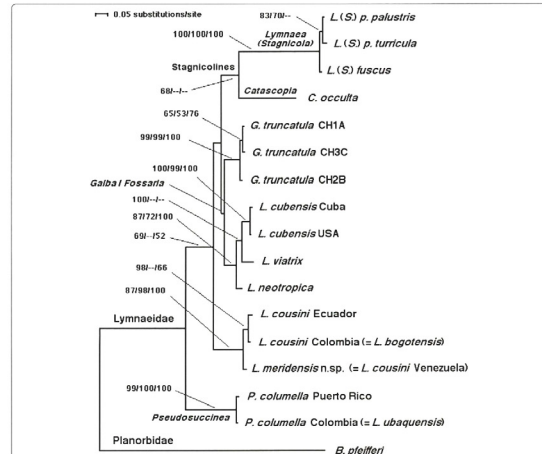 0.05 substitutions/site
83/70/--
L.(S.) p. palustris
100/100/100
Lymnaea
(Stagnicola)
L.(S.) p. turricula
Stagnicolines
L.(S.) fuscus
68/--/--
Catascopia
C. occulta
65/53/76
G. truncatula CH1A
99/99/100
G. truncatula CH3C
100/99/100
G. truncatula CH2B
Galba I Fossaria
100/--/--
L. cubensis Cuba
87/72/100
L. cubensis USA
69/--/52
L. viatrix
98/--/66
L. neotropica
87/98/100
L. cousini Ecuador
Lymnaeidae
L. cousini Colombia (= L. bogotensis)
L. meridensis n.sp. (= L. cousini Venezuela)
99/100/100
P. columella Puerto Rico
Pseudosuccinea
P. columella Colombia (= L. ubaquensis)
Planorbidae
B. pfeifferi